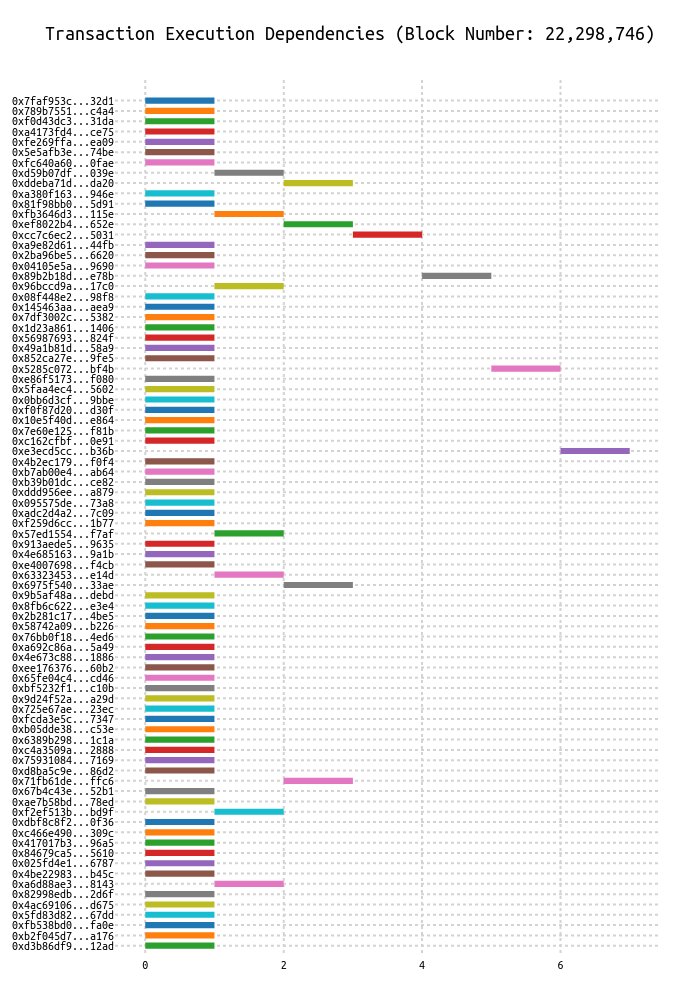 Transaction Execution Dependencies (Block Number: 22,298,746)
0x7faf953c...32d1
0x789b7551...c4a4
0xf0d43dc3...31da
0xa4173fd4...ce75
0xfe269ffa...ea09
0x5e5afb3e...74be
0xfc640a60...0fae
0xd59b07df...039e
0xddeba71d...da20
0xa380f163...946e
0x81f98bb0...5d91
0xfb3646d3...115e
0xef8022b4...652e
0xcc7c6ec2...5031
0xa9e82d61...44fb
0x2ba96be5...6620
0x04105e5a...9690
0x89b2b18d...e78b
0x96bccd9a...17c0
0x08f448e2...98f8
0x145463aa...aea9
0x7df3002c...5382
0x1d23a861...1406
0x56987693...824f
0x49a1b81d...58a9
0x852ca27e...9fe5
0x5285c072...bf4b
0xe86f5173...f080
0x5faa4ec4...5602
0x0bb6d3cf...9bbe
0xf0f87d20...d30f
0x10e5f40d...e864
0x7e60e125...f81b
0xc162cfbf...0e91
0xe3ecd5cc...b36b
0x4b2ec179...f0f4
0xb7ab00e4...ab64
0xb39b01dc...ce82
0xddd956ee...a879
0x095575de...73a8
0xadc2d4a2...7c09
0xf259d6cc...1b77
0x57ed1554...f7af
0x913aede5...9635
0x4e685163...9a1b
0xe4007698...f4cb
0x63323453...e14d
0x6975f540...33ae
0x9b5af48a...debd
0x8fb6c622...e3e4
0x2b281c17...4be5
0x58742a09...b226
0x76bb0f18...4ed6
0xa692c86a...5a49
0x4e673c88...1886
0xee176376...60b2
0x65fe04c4...cd46
0xbf5232f1...c10b
0x9d24f52a...a29d
0x725e67ae...23ec
0xfcda3e5c...7347
0xb05dde38...c53e
0x6389b298...1c1a
0xc4a3509a...2888
0x75931084...7169
0xd8ba5c9e...86d2
0x71fb61de...ffc6
0x67b4c43e...52b1
0xae7b58bd...78ed
0xf2ef513b...bd9f
0xdbf8c8f2...0f36
0xc466e490...309c
0x417017b3...96a5
0x84679ca5...5610
0x025fd4e1...6787
0x4be22983...b45c
0xa6d88ae3...8143
0x82998edb...2d6f
0x4ac69106...d675
0x5fd83d82...67dd
0xfb538bd0...fa0e
0xb2f045d7...a176
0xd3b86df9...12ad
0 2 4 6